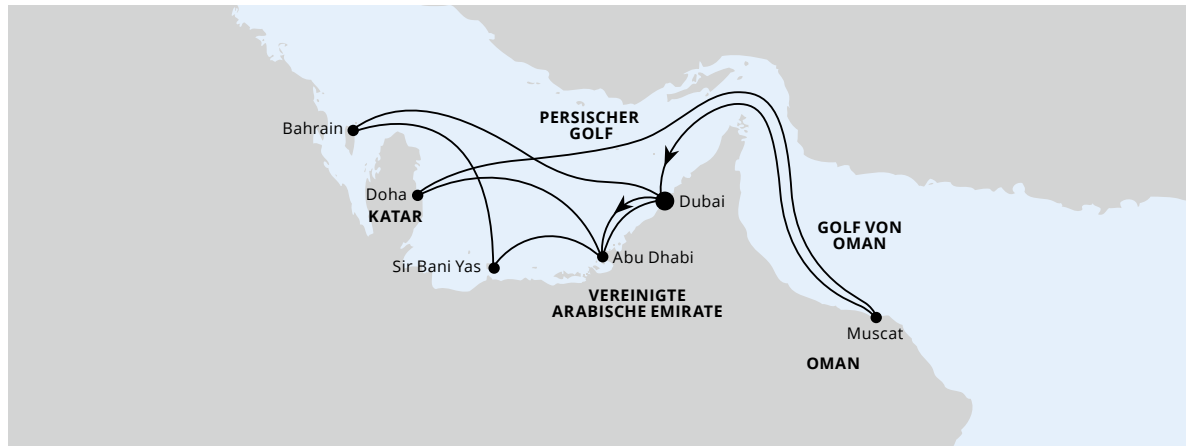 PERSISCHER
GOLF
Bahrain
Doha
KATAR
Dubai
GOLF VON
OMAN
Sir Bani Yas
Abu Dhabi
VEREINIGTE
ARABISCHE EMIRATE
Muscat
OMAN